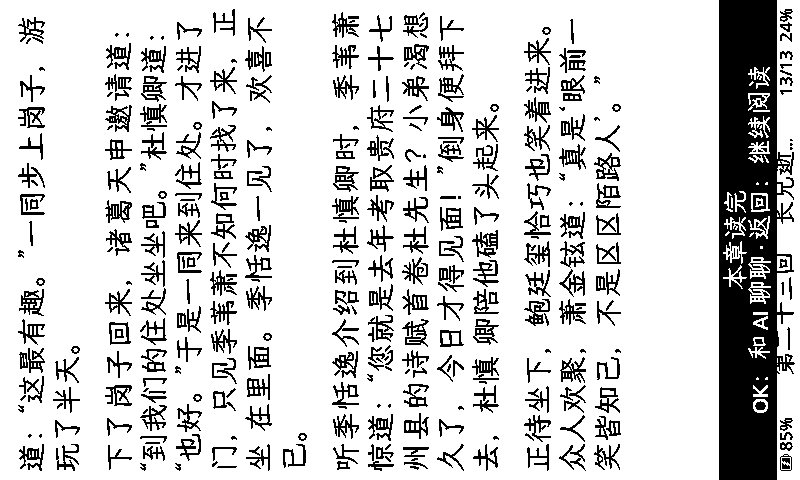 道：“这最有趣。”一同步上岗子，游
玩了半天。
下了岗子回来，诸葛天申邀请道：
“到我们的住处坐坐吧。”杜慎卿道：
“也好。”于是一同来到住处。才进了
门，只见季苇萧不知何时找了来，正
坐在里面。季恬逸一见了，欢喜不
已。
听季恬逸介绍到杜慎卿时，季苇萧
惊道：“您就是去年考取贵府二十七
州县的诗赋首卷杜先生？小弟渴想
久了，今日才得见面！”倒身便拜下
去，杜慎卿陪他磕了头起来。
正待坐下，鲍廷玺恰巧也笑着进来。
众人欢聚，萧金铉道：“真是‘眼前一
笑皆知己，不是区区陌路人’。”
本章读完
OK：和 AI 聊聊·返回：继续阅读
85% 第二十二回 长兄逝... 13/13 24%